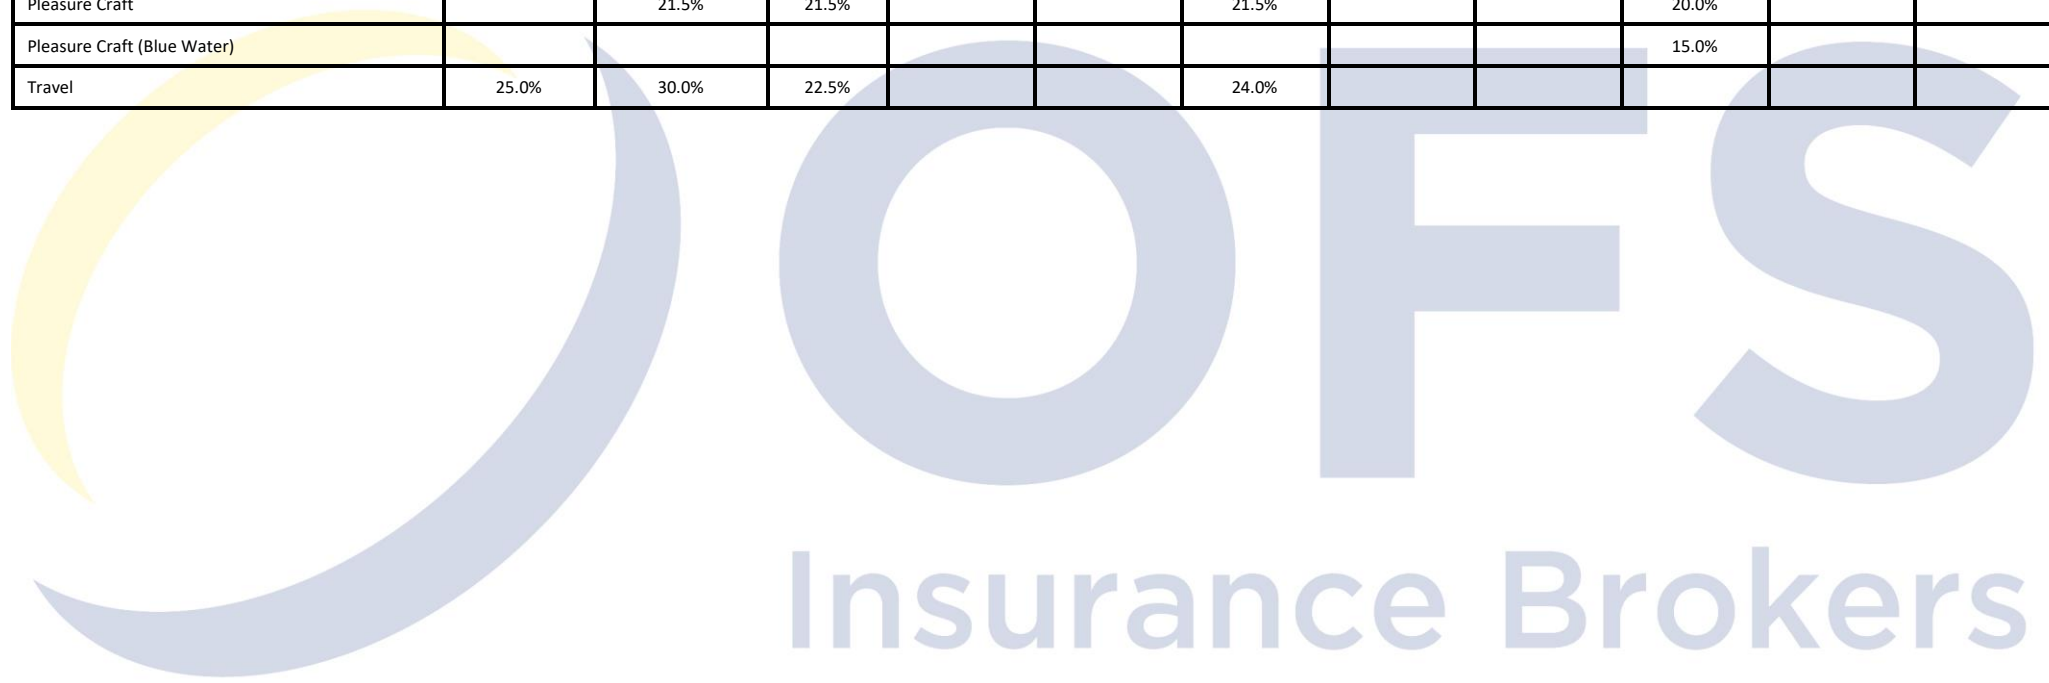 Pleasure Craft 21.5% 21.5% 21.5% 20.0%
Pleasure Craft (Blue Water) 15.0%
Travel 25.0% 30.0% 22.5% 24.0%
OFS
Insurance Brokers